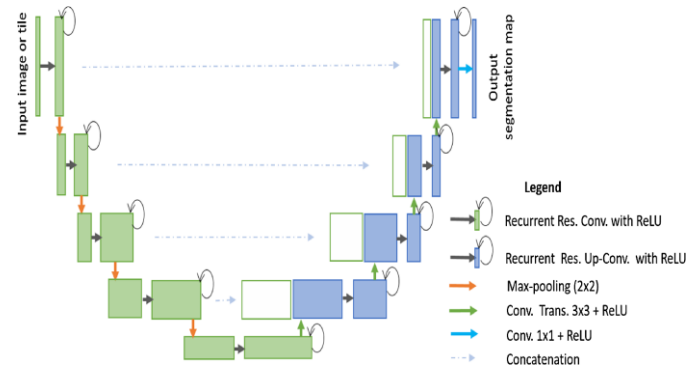 Input image or tile
Output
segmentation map
Legend
Recurrent Res. Conv. with ReLU
Recurrent Res. Up-Conv. with ReLU
Max-pooling (2x2)
Conv. Trans. 3x3 + ReLU
Conv. 1x1 + ReLU
Concatenation